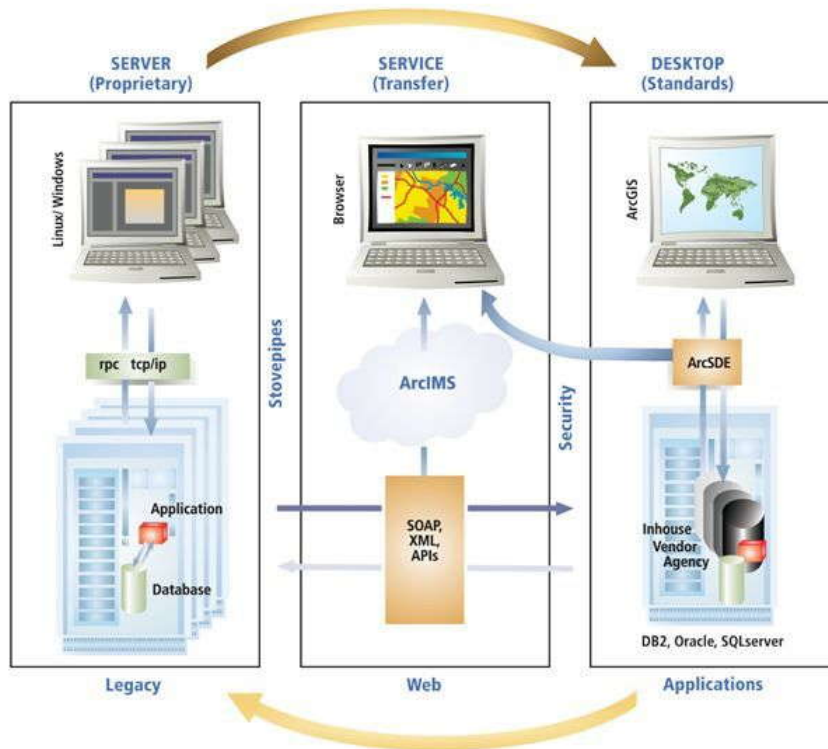 SERVER
(Proprietary)
SERVICE
(Transfer)
DESKTOP
(Standards)
Linux/ Windows
Browser
ArcGIS
rpc tcp/ip
Stovepipes
ArcIMS
Security
ArcSDE
Application
Database
SOAP,
XML,
APIs
Inhouse
Vendor
Agency
DB2, Oracle, SQLserver
Legacy
Web
Applications